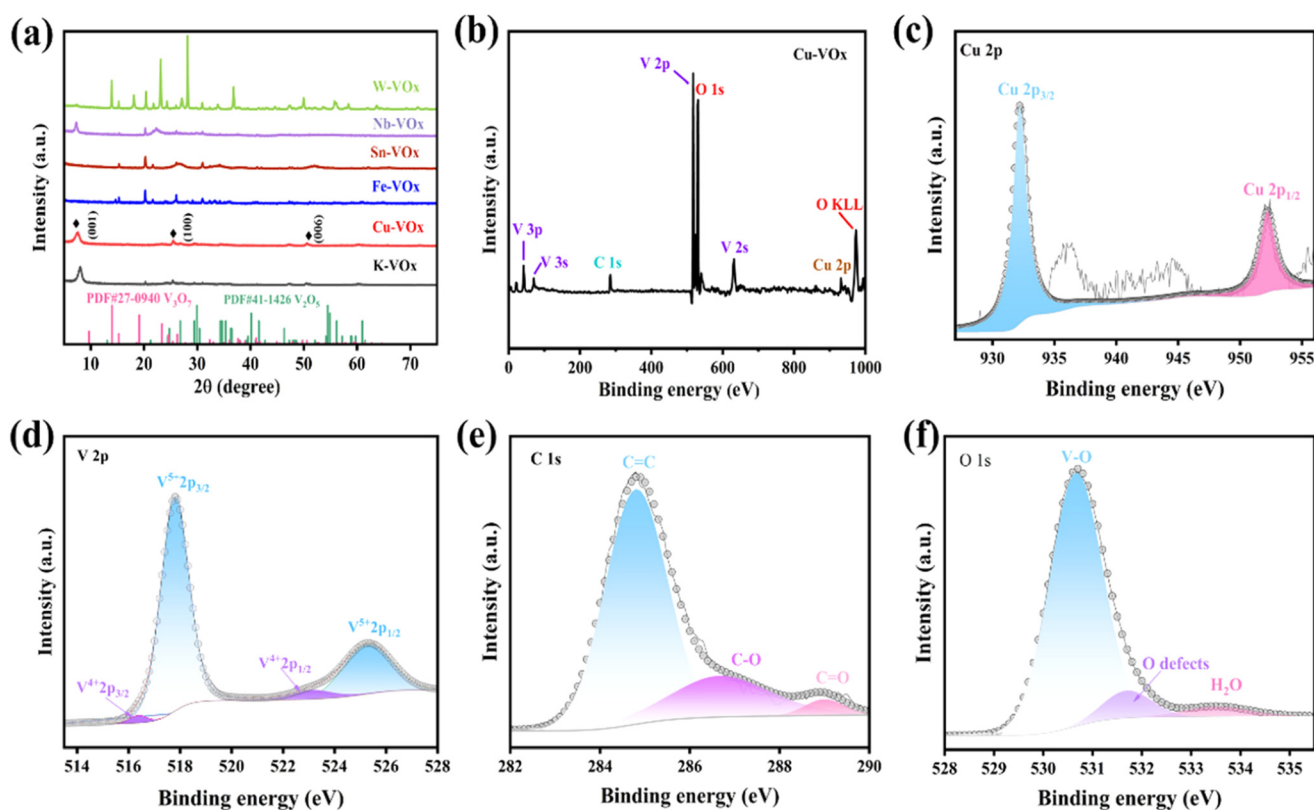 (a)
Intensity (a.u.)
W-VOx
Nb-VOx
Sn-VOx
Fe-VOx
Cu-VOx
K-VOx
♦ (001)
♦ (100)
♦ (006)
PDF#27-0940 V₃O₇
PDF#41-1426 V₂O₅
10 20 30 40 50 60 70
2θ (degree)
(b)
Intensity (a.u.)
Cu-VOx
V 2p
O 1s
O KLL
V 3p
V 3s
C 1s
V 2s
Cu 2p
0 200 400 600 800 1000
Binding energy (eV)
(c)
Intensity (a.u.)
Cu 2p
Cu 2p₃/₂
Cu 2p₁/₂
930 935 940 945 950 955
Binding energy (eV)
(d)
Intensity (a.u.)
V 2p
V⁵⁺2p₃/₂
V⁵⁺2p₁/₂
V⁴⁺2p₁/₂
V⁴⁺2p₃/₂
514 516 518 520 522 524 526 528
Binding energy (eV)
(e)
Intensity (a.u.)
C 1s
C=C
C-O
C=O
282 284 286 288 290
Binding energy (eV)
(f)
Intensity (a.u.)
O 1s
V-O
O defects
H₂O
528 529 530 531 532 533 534 535
Binding energy (eV)